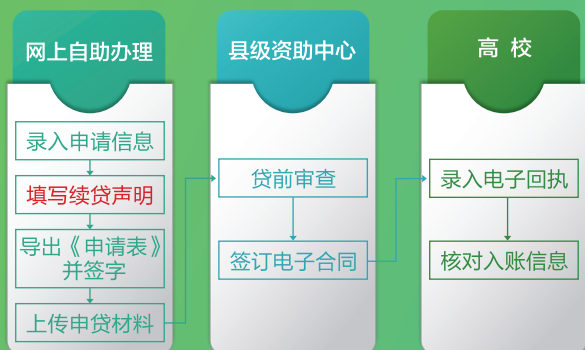 网上自助办理
录入申请信息
填写续贷声明
导出《申请表》
并签字
上传申贷材料
县级资助中心
贷前审查
签订电子合同
高校
录入电子回执
核对入账信息